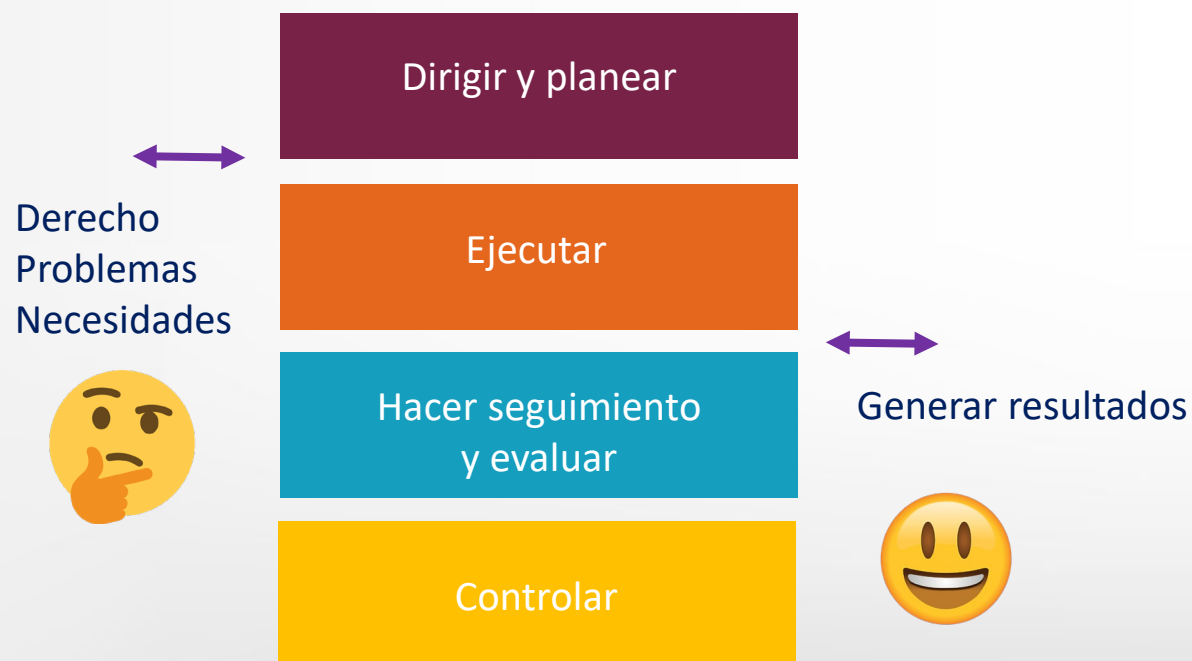 Dirigir y planear
Derecho
Problemas
Necesidades
Ejecutar
Hacer seguimiento
y evaluar
Generar resultados
Controlar